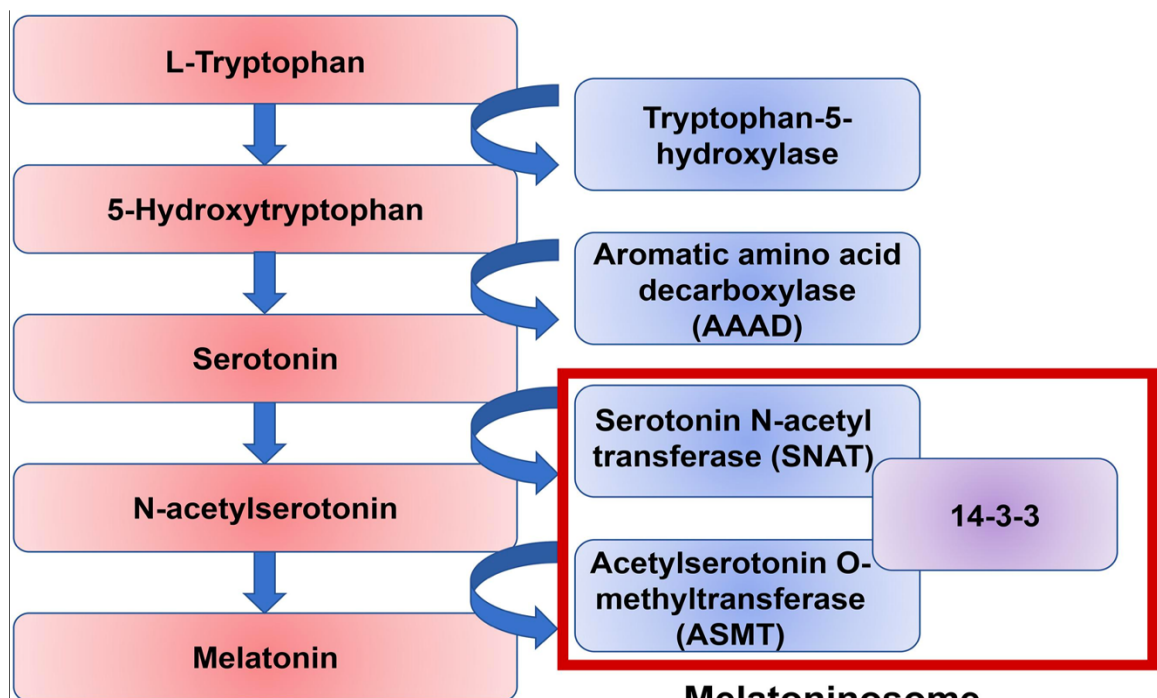 L-Tryptophan
Tryptophan-5-
hydroxylase
5-Hydroxytryptophan
Aromatic amino acid
decarboxylase
(AAAD)
Serotonin
Serotonin N-acetyl
transferase (SNAT)
N-acetylserotonin
14-3-3
Acetylserotonin O-
methyltransferase
(ASMT)
Melatonin
Melatoninosome